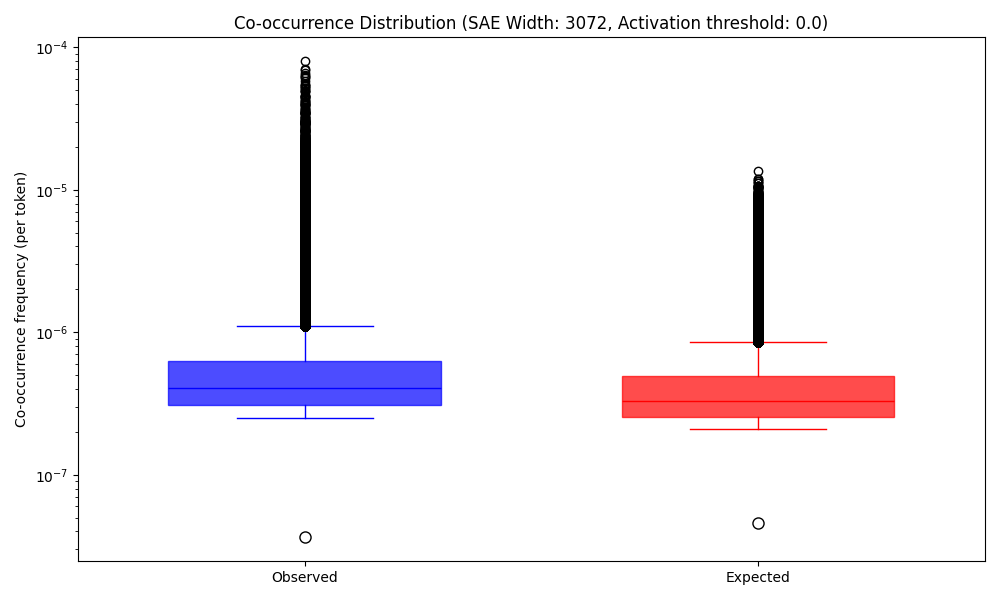 Co-occurrence Distribution (SAE Width: 3072, Activation threshold: 0.0)
Co-occurrence frequency (per token)
10⁻⁴
10⁻⁵
10⁻⁶
10⁻⁷
Observed
Expected